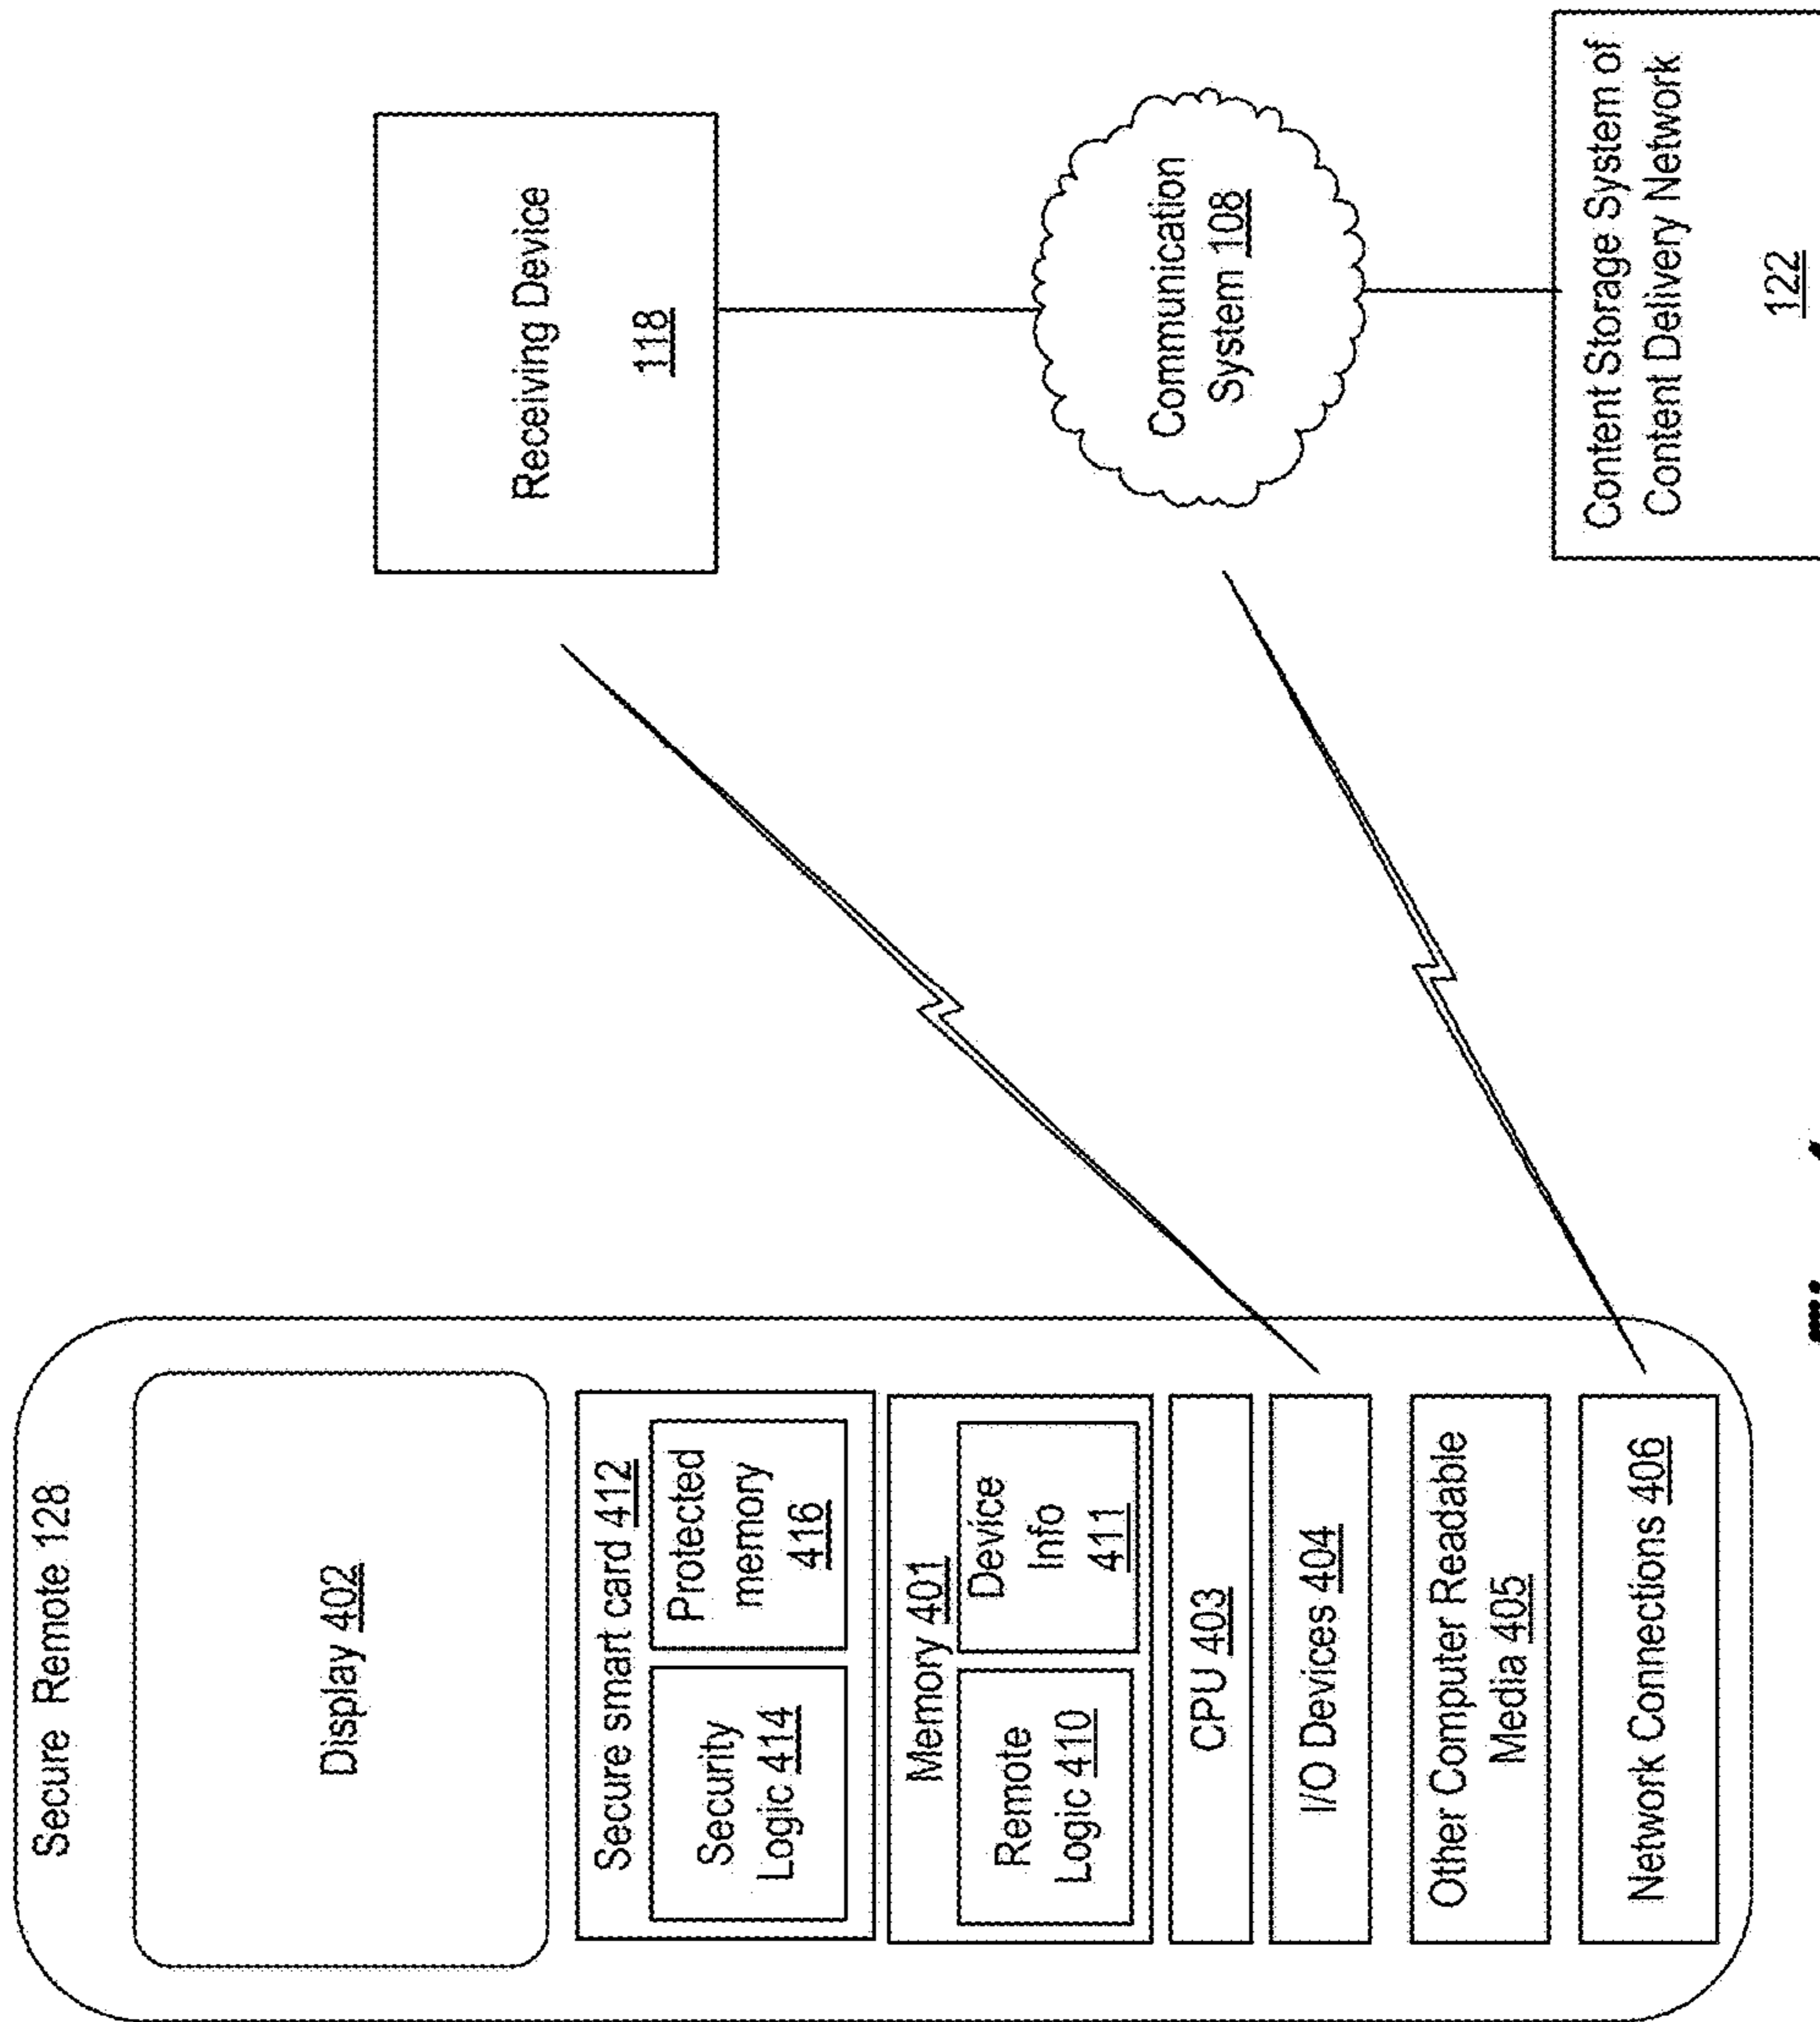 Secure Remote 128
Display 402
Secure smart card 412
Security
Logic 414
Protected
memory
416
Memory 401
Remote
Logic 410
Device
Info
411
CPU 403
I/O Devices 404
Other Computer Readable
Media 405
Network Connections 406
Receiving Device
118
Communication
System 108
Content Storage System of
Content Delivery Network
122